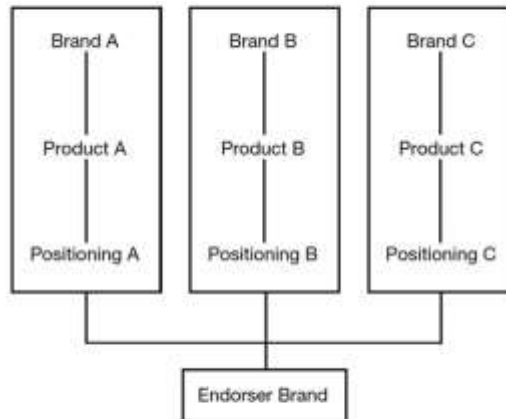 Brand A
Brand B
Brand C
Product A
Product B
Product C
Positioning A
Positioning B
Positioning C
Endorser Brand